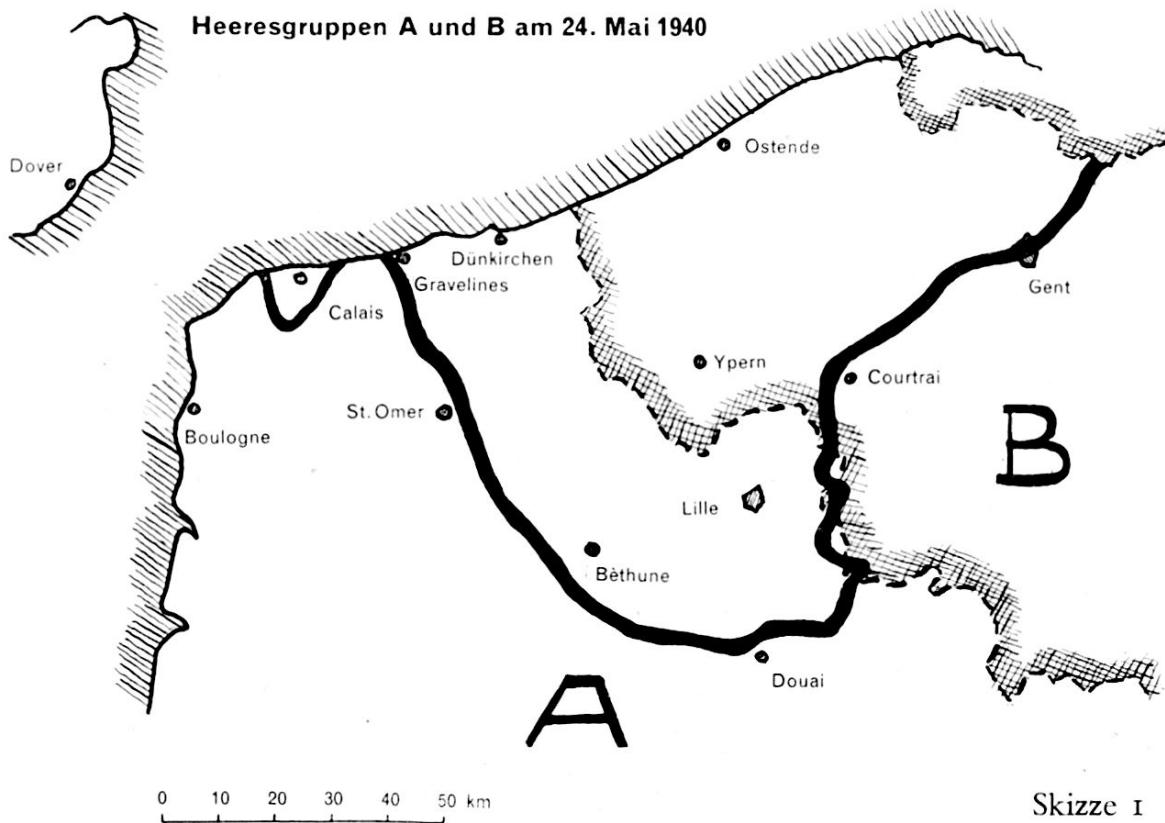 Heeresgruppen A und B am 24. Mai 1940
Dover
Ostende
Dünkirchen
Gravelines
Calais
Gent
Ypern
Courtrai
St. Omer
Boulogne
B
Lille
Bèthune
Douai
A
0 10 20 30 40 50 km
Skizze 1